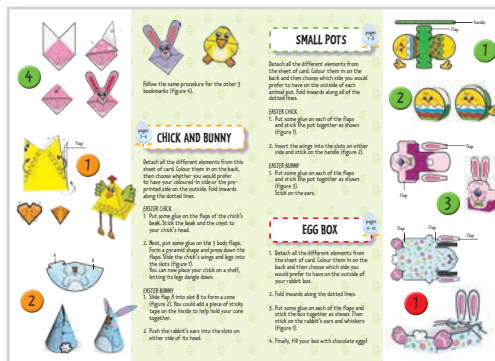 4
Follow the same procedure for the other 3
bookmarks (figure 4).
pages
3-6
CHICK AND BUNNY
Detach all the different elements from this
sheet of card. Colour them in on the back,
then choose whether you would prefer
to have your coloured-in side or the pre-
printed side on the outside. Fold inwards
along the dotted lines.
EASTER CHICK
1. Put some glue on the flaps of the chick's
beak. Stick the beak and the crest to
your chick's head.
2. Next, put some glue on the 3 body flaps.
Form a pyramid shape and press down the
flaps. Slide the chick's wings and legs into
the slots (figure 1).
You can now place your chick on a shelf,
letting its legs dangle down.
EASTER BUNNY
1. Slide flap A into slot B to form a cone
(figure 2). You could add a piece of sticky
tape on the inside to help hold your cone
together.
2. Push the rabbit's ears into the slots on
either side of its head.
Flap
1
Flap
A
B
2
SMALL POTS
pages
7-8
Detach all the different elements from
the sheet of card. Colour them in on the
back and then choose which side you would
prefer to have on the outside of each
animal pot. Fold inwards along all of the
dotted lines.
EASTER CHICK
1. Put some glue on each of the flaps
and stick the pot together as shown
(figure 1).
2. Insert the wings into the slots on either
side and stick on the handle (figure 2).
EASTER BUNNY
1. Put some glue on each of the flaps
and stick the pot together as shown
(figure 3).
Stick on the ears.
EGG BOX
pages
9-10
1. Detach all the different elements from
the sheet of card. Colour them in on the
back and then choose which side you would
prefer to have on the outside of
your rabbit box.
2. Fold inwards along the dotted lines.
3. Put some glue on each of the flaps and
stick the box together as shown. Then
stick on the rabbit's ears and whiskers
(figure 1).
4. Finally, fill your box with chocolate eggs!
Handle
Flap
1
2
Flap
Flap
3
Flap
Flap
1